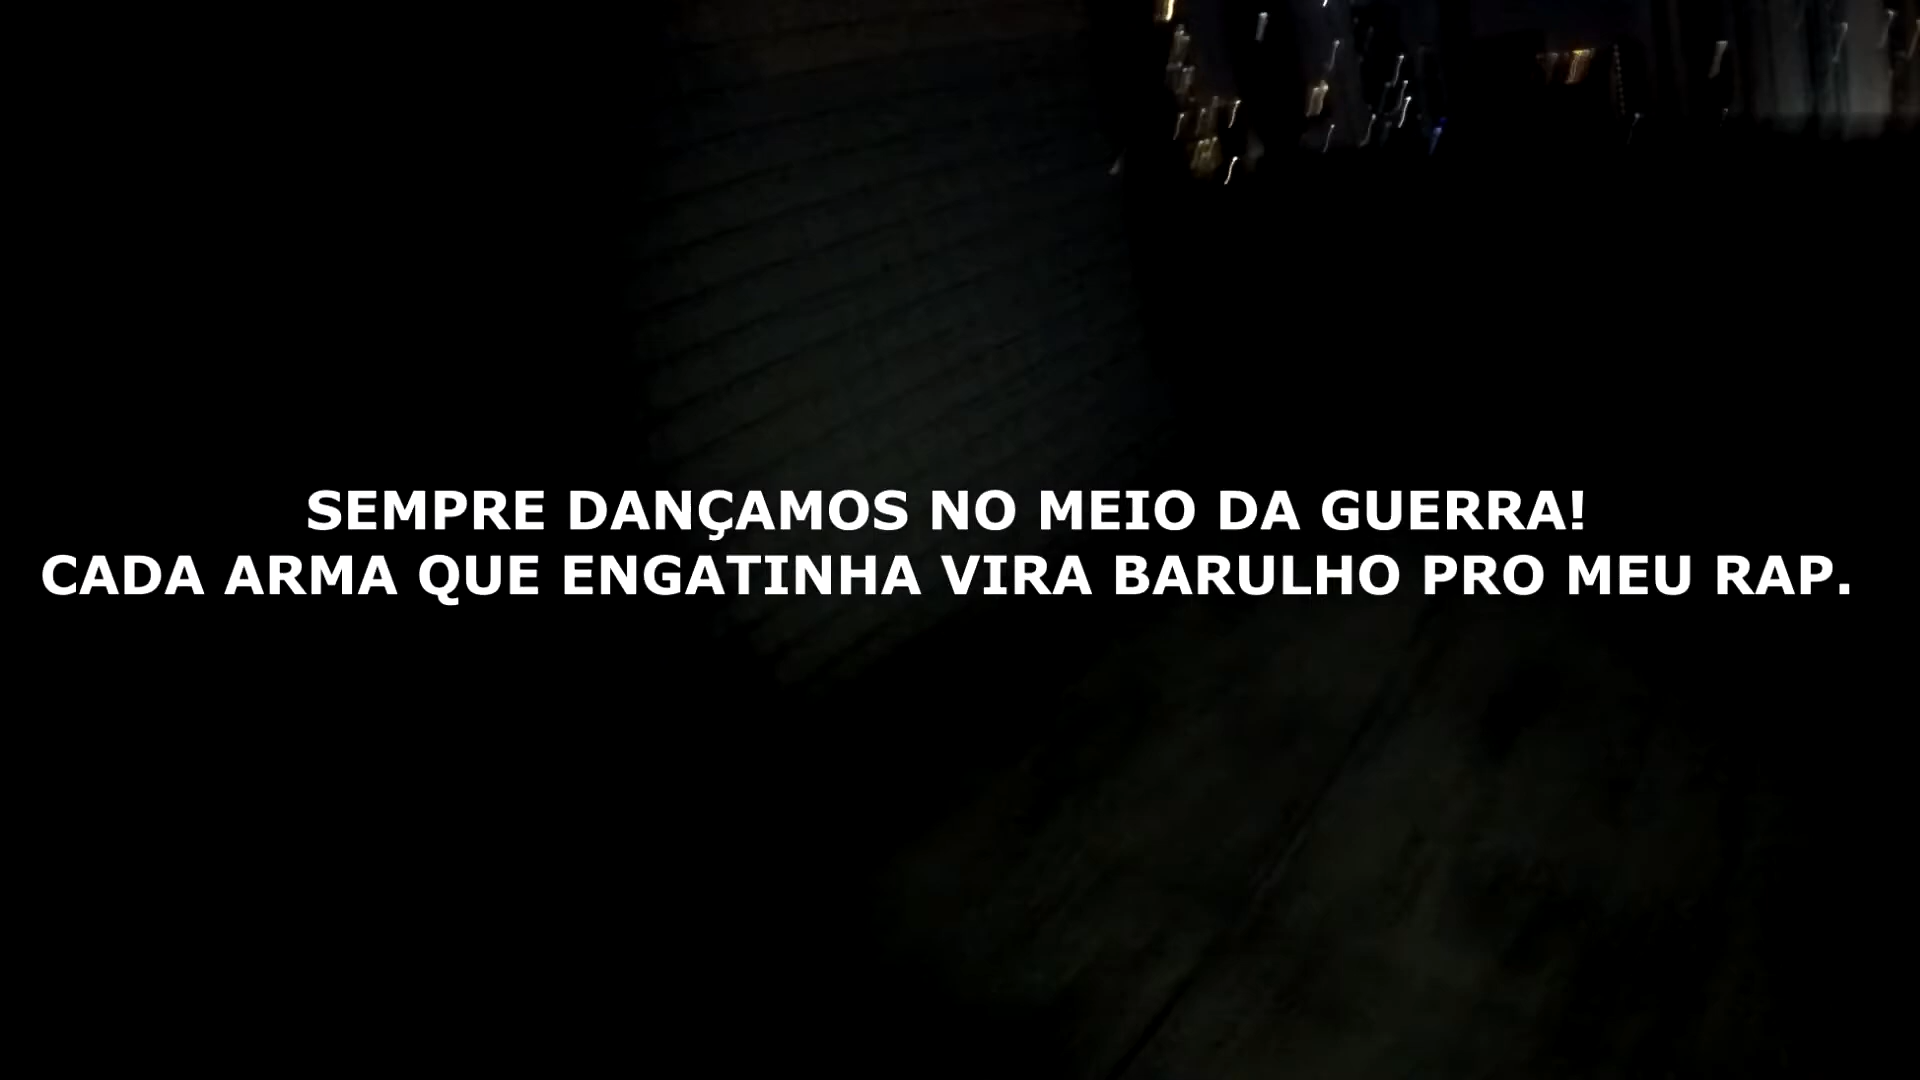 SEMPRE DANÇAMOS NO MEIO DA GUERRA!
CADA ARMA QUE ENGATINHA VIRA BARULHO PRO MEU RAP.